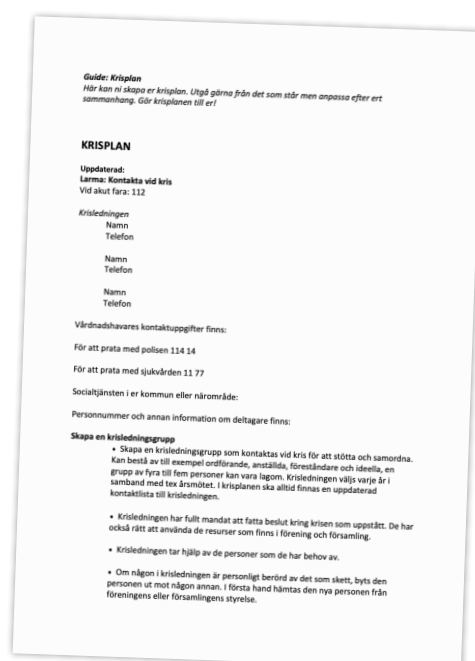 Guide: Krisplan
Här kan ni skapa er krisplan. Utgå gärna från det som står men anpassa efter ert
sammanhang. Gör krisplanen till er!
KRISPLAN
Uppdaterad:
Larma: Kontakta vid kris
Vid akut fara: 112
Krisledningen
Namn
Telefon
Namn
Telefon
Namn
Telefon
Vårdnadshavares kontaktuppgifter finns:
För att prata med polisen 114 14
För att prata med sjukvården 11 77
Socialtjänsten i er kommun eller närområde:
Personnummer och annan information om deltagare finns:
Skapa en krisledningsgrupp
• Skapa en krisledningsgrupp som kontaktas vid kris för att stötta och samordna.
Kan bestå av till exempel ordförande, anställda, föreståndare och ideella, en
grupp av fyra till fem personer kan vara lagom. Krisledningen väljs varje år i
samband med tex årsmötet. I krisplanen ska alltid finnas en uppdaterad
kontaktlista till krisledningen.
• Krisledningen har fullt mandat att fatta beslut kring krisen som uppstått. De har
också rätt att använda de resurser som finns i förening och församling.
• Krisledningen tar hjälp av de personer som de har behov av.
• Om någon i krisledningen är personligt berörd av det som skett, byts den
personen ut mot någon annan. I första hand hämtas den nya personen från
föreningens eller församlingens styrelse.